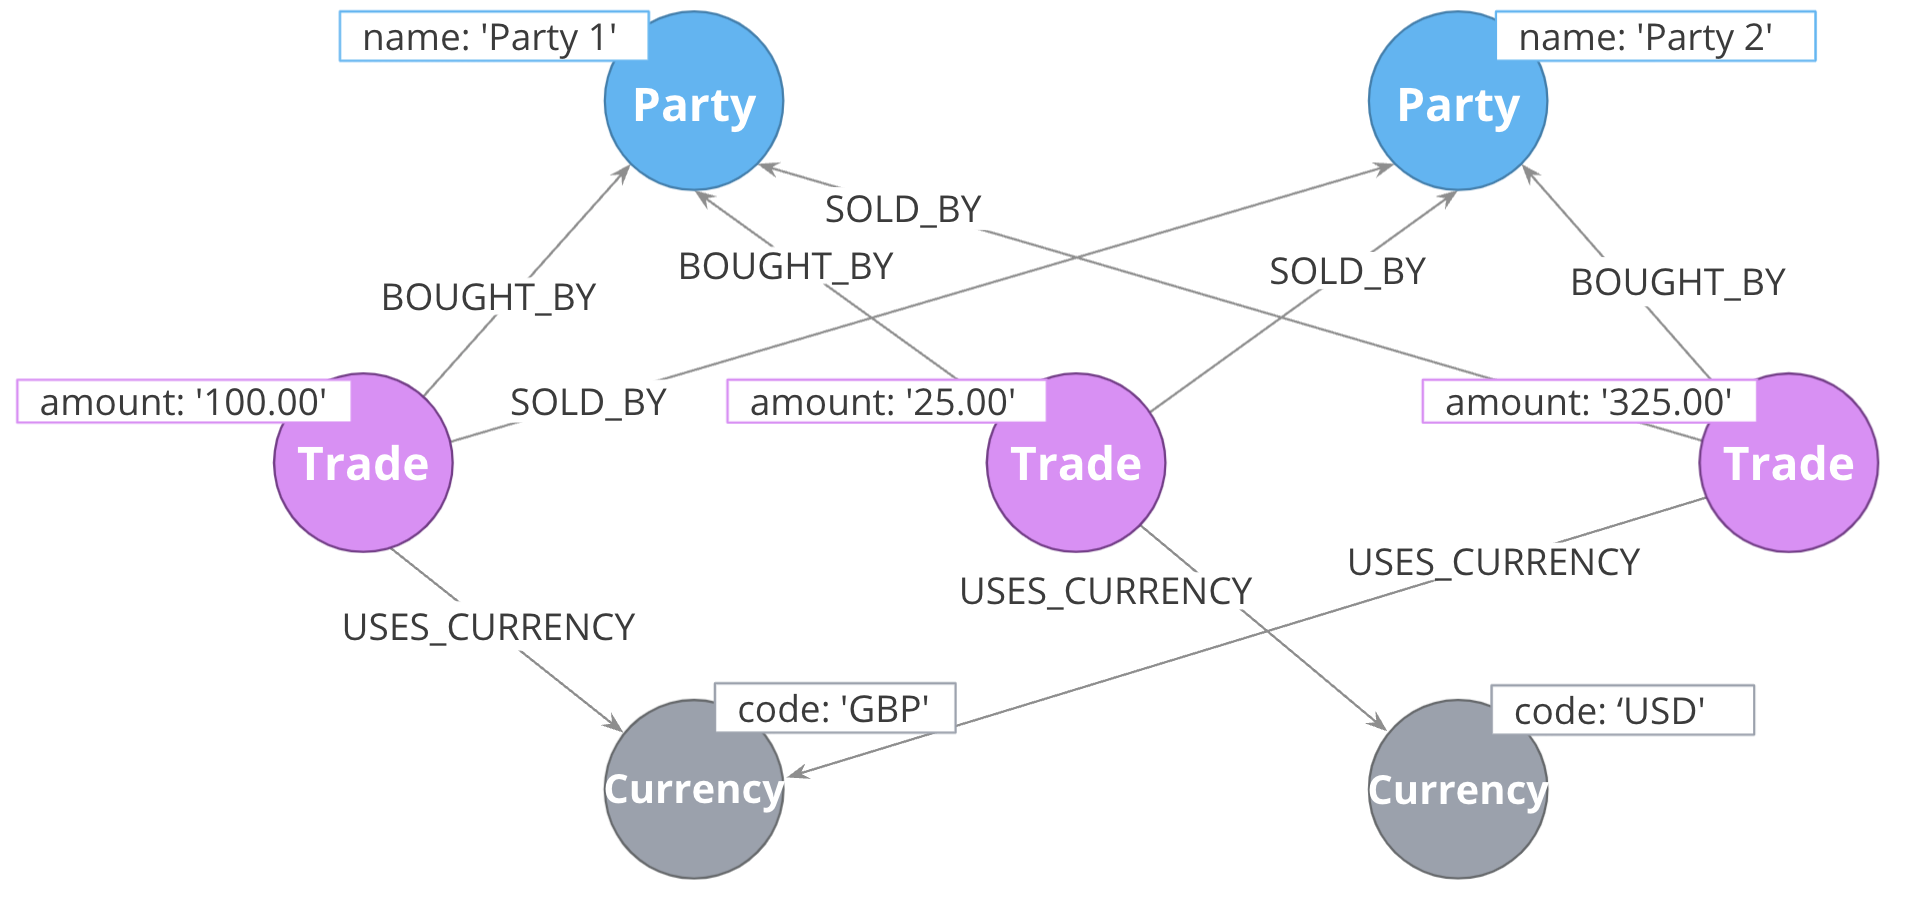 name: 'Party 1'
name: 'Party 2'
Party
Party
SOLD_BY
BOUGHT_BY
SOLD_BY
BOUGHT_BY
BOUGHT_BY
amount: '100.00'
SOLD_BY
amount: '25.00'
amount: '325.00'
Trade
Trade
Trade
USES_CURRENCY
USES_CURRENCY
USES_CURRENCY
code: 'GBP'
code: ‘USD'
Currency
Currency